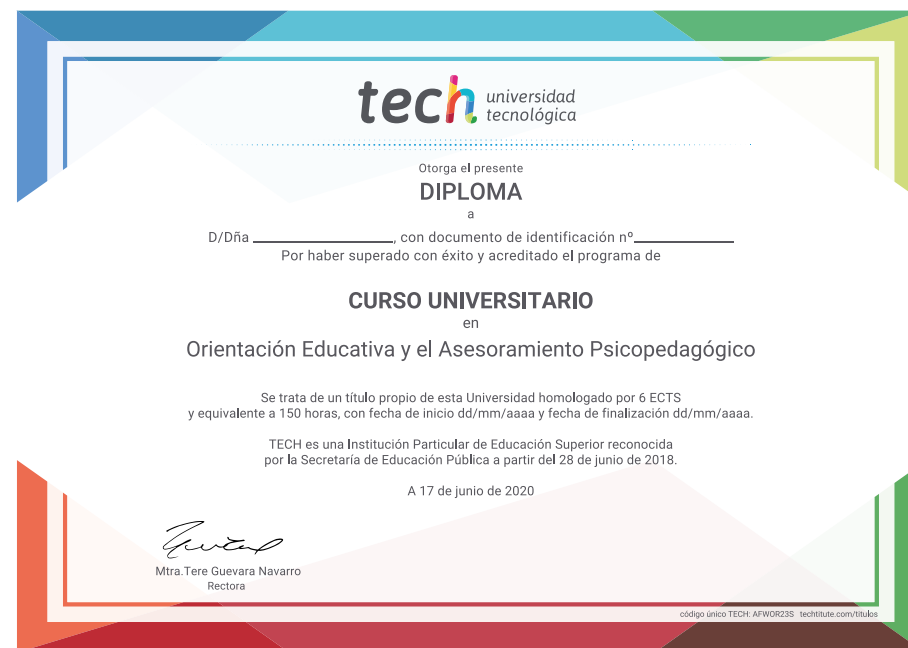 tech universidad
tecnológica
Otorga el presente
DIPLOMA
a
D/Dña ____________________, con documento de identificación nº______________
Por haber superado con éxito y acreditado el programa de
CURSO UNIVERSITARIO
en
Orientación Educativa y el Asesoramiento Psicopedagógico
Se trata de un título propio de esta Universidad homologado por 6 ECTS
y equivalente a 150 horas, con fecha de inicio dd/mm/aaaa y fecha de finalización dd/mm/aaaa.
TECH es una Institución Particular de Educación Superior reconocida
por la Secretaría de Educación Pública a partir del 28 de junio de 2018.
A 17 de junio de 2020
Mtra.Tere Guevara Navarro
Rectora
código único TECH: AFWOR23S techtitute.com/titulos